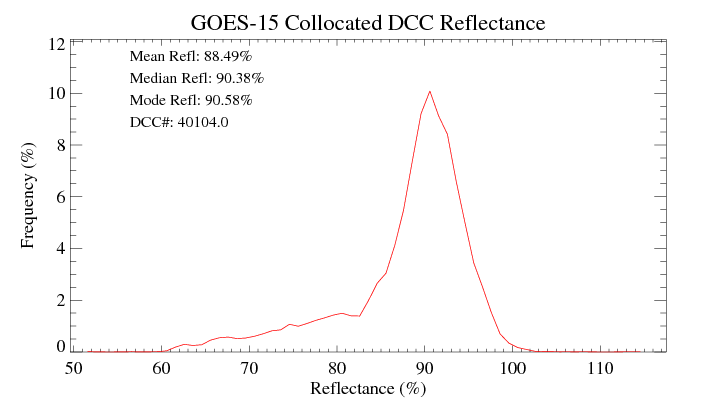 GOES-15 Collocated DCC Reflectance
Mean Refl: 88.49%
Median Refl: 90.38%
Mode Refl: 90.58%
DCC#: 40104.0
Frequency (%)
12
10
8
6
4
2
0
50 60 70 80 90 100 110
Reflectance (%)